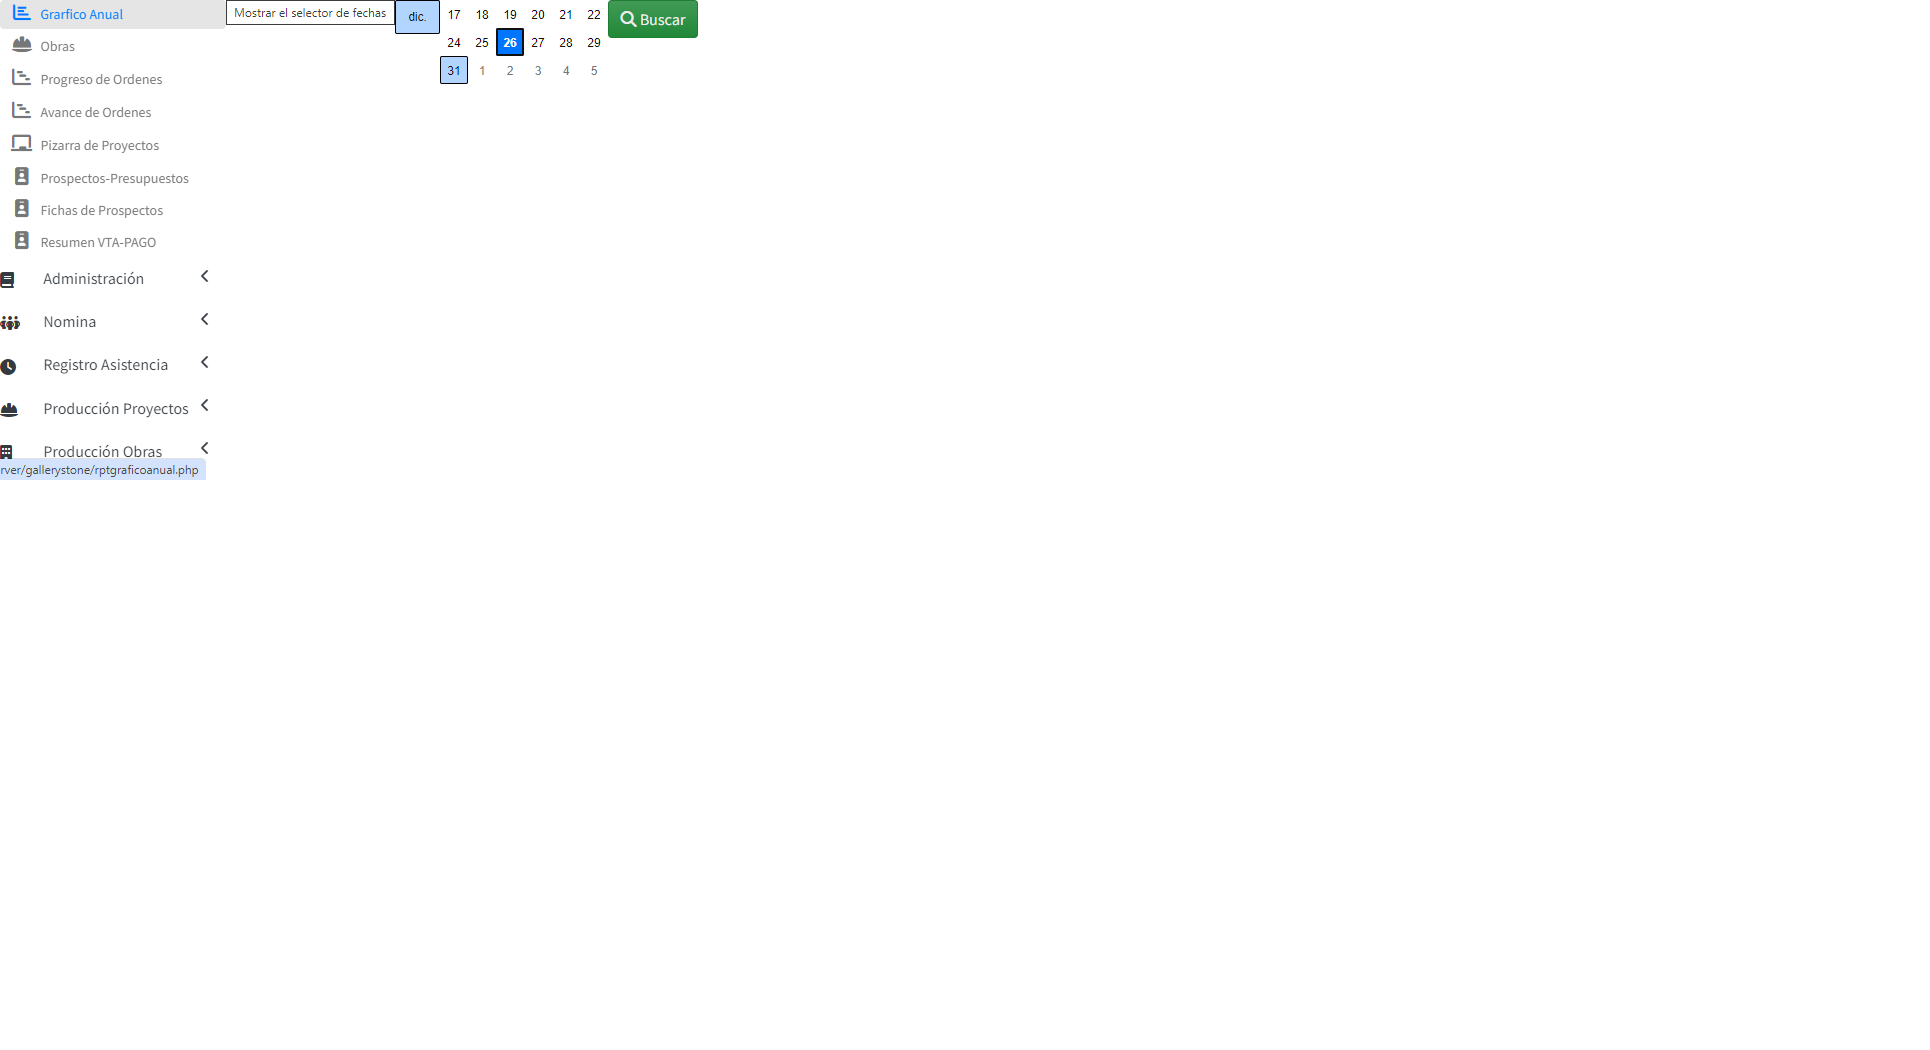 Grarfico Anual
Obras
Progreso de Ordenes
Avance de Ordenes
Pizarra de Proyectos
Prospectos-Presupuestos
Fichas de Prospectos
Resumen VTA-PAGO
Administración
Nomina
Registro Asistencia
Producción Proyectos
Producción Obras
rver/gallerystone/rptgraficoanual.php
Mostrar el selector de fechas
dic.
17 18 19 20 21 22
24 25 26 27 28 29
31 1 2 3 4 5
Buscar